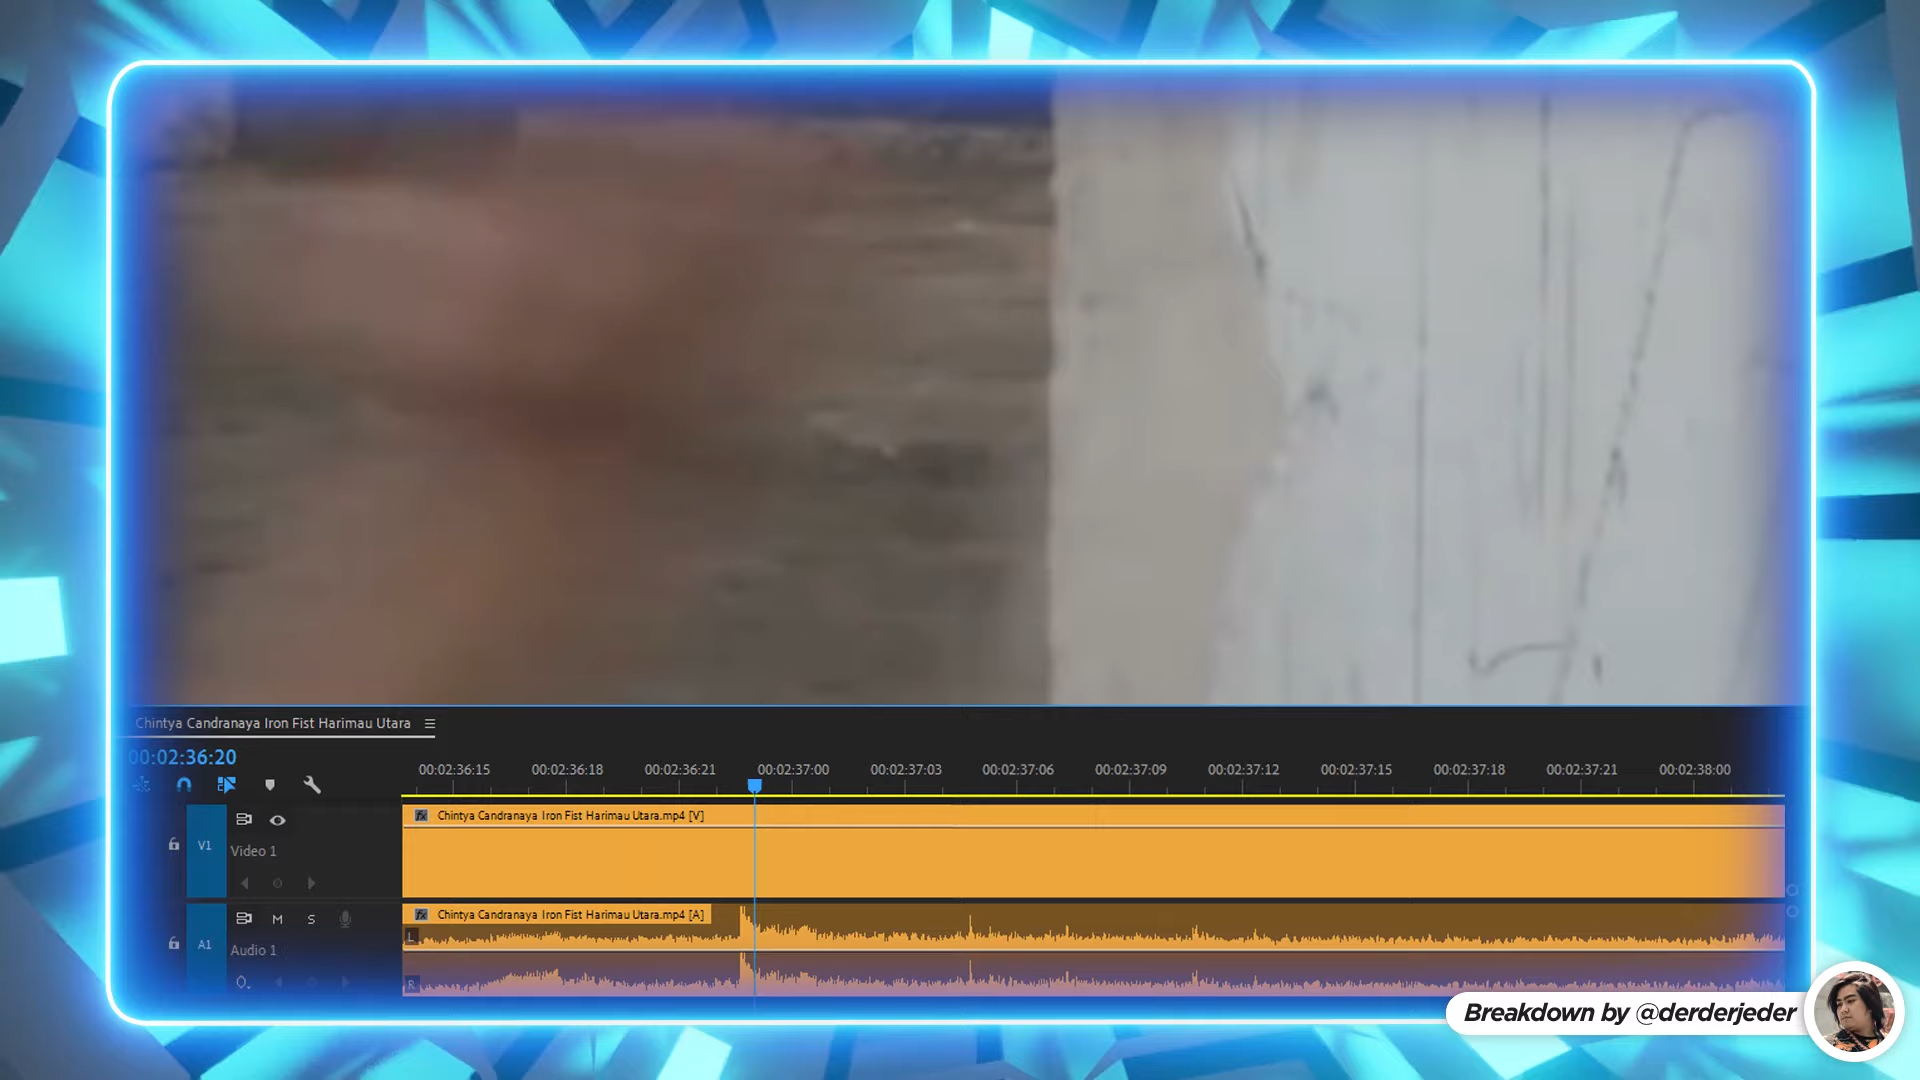 Chintya Candranaya Iron Fist Harimau Utara
00:02:36:20
00:02:36:15 00:02:36:18 00:02:36:21 00:02:37:00 00:02:37:03 00:02:37:06 00:02:37:09 00:02:37:12 00:02:37:15 00:02:37:18 00:02:37:21 00:02:38:00
fx Chintya Candranaya Iron Fist Harimau Utara.mp4 [V]
V1
Video 1
fx Chintya Candranaya Iron Fist Harimau Utara.mp4 [A]
M S
L
A1
Audio 1
R
Breakdown by @derderjeder